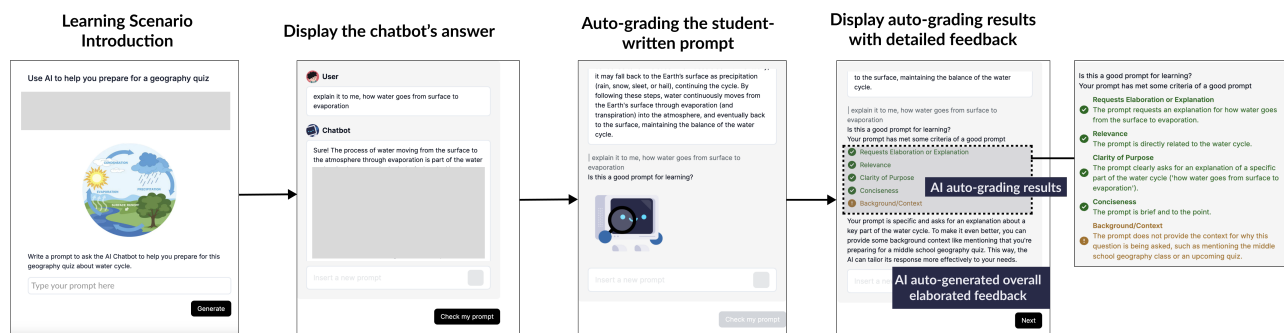 Learning Scenario
Introduction
Use AI to help you prepare for a geography quiz
Write a prompt to ask the AI Chatbot to help you prepare for this
geography quiz about water cycle.
Type your prompt here
Generate
Display the chatbot's answer
User
explain it to me, how water goes from surface to
evaporation
Chatbot
Sure! The process of water moving from the surface to
the atmosphere through evaporation is part of the water
Insert a new prompt
Check my prompt
Auto-grading the student-
written prompt
it may fall back to the Earth's surface as precipitation
(rain, snow, sleet, or hail), continuing the cycle. By
following these steps, water continuously moves from
the Earth's surface through evaporation (and
transpiration) into the atmosphere, and eventually back
to the surface, maintaining the balance of the water
cycle.
| explain it to me, how water goes from surface to
evaporation
Is this a good prompt for learning?
Insert a new prompt
Check my prompt
Display auto-grading results
with detailed feedback
to the surface, maintaining the balance of the water
cycle.
| explain it to me, how water goes from surface to
evaporation
Is this a good prompt for learning?
Your prompt has met some criteria of a good prompt
Requests Elaboration or Explanation
Relevance
Clarity of Purpose
Conciseness
Background/Context
AI auto-grading results
Your prompt is specific and asks for an explanation about a
key part of the water cycle. To make it even better, you can
provide some background context like mentioning that you're
preparing for a middle school geography quiz. This way, the
AI can tailor its response more effectively to your needs.
Insert a
AI auto-generated overall
elaborated feedback
Next
Is this a good prompt for learning?
Your prompt has met some criteria of a good prompt
Requests Elaboration or Explanation
The prompt requests an explanation for how water goes
from the surface to evaporation.
Relevance
The prompt is directly related to the water cycle.
Clarity of Purpose
The prompt clearly asks for an explanation of a specific
part of the water cycle ('how water goes from surface to
evaporation').
Conciseness
The prompt is brief and to the point.
Background/Context
The prompt does not provide the context for why this
question is being asked, such as mentioning the middle
school geography class or an upcoming quiz.